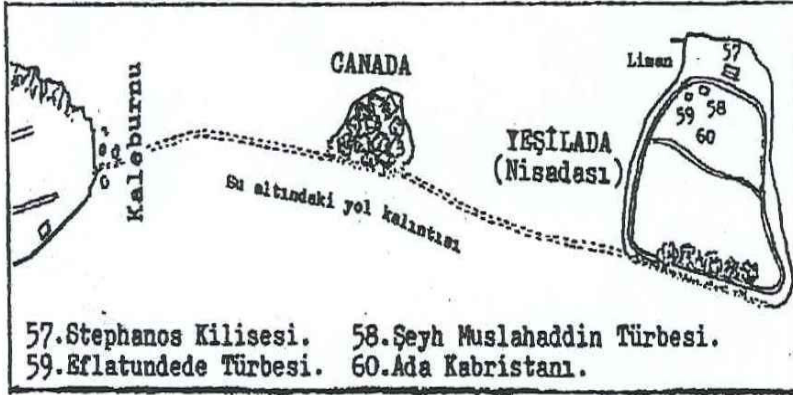 Kaleburnu
CANADA
Su altındaki yol kalıntısı
YEŞİLADA
(Nisadası)
Liman
57
59
58
60
57.Stephanos Kilisesi. 58.Şeyh Muslahaddin Türbesi.
59.Eflatundede Türbesi. 60.Ada Kabristanı.